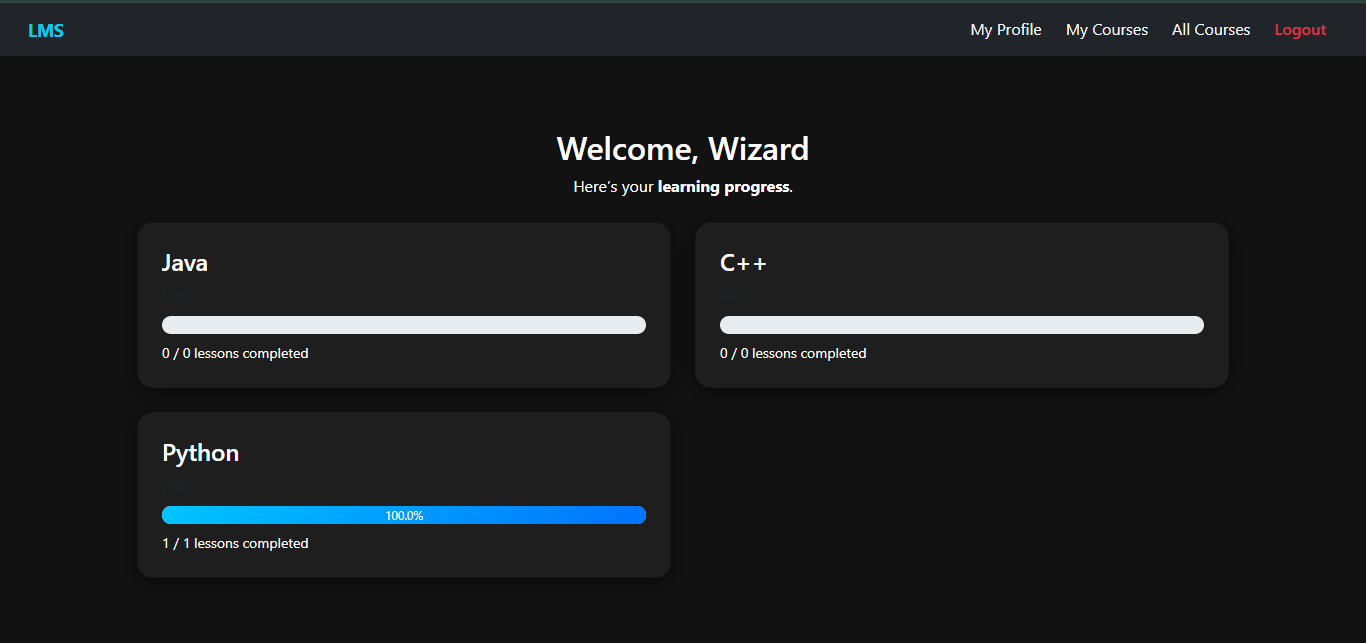 LMS
My Profile My Courses All Courses Logout
Welcome, Wizard
Here’s your learning progress.
Java
PROG
0 / 0 lessons completed
C++
PROG
0 / 0 lessons completed
Python
PROG
100.0%
1 / 1 lessons completed